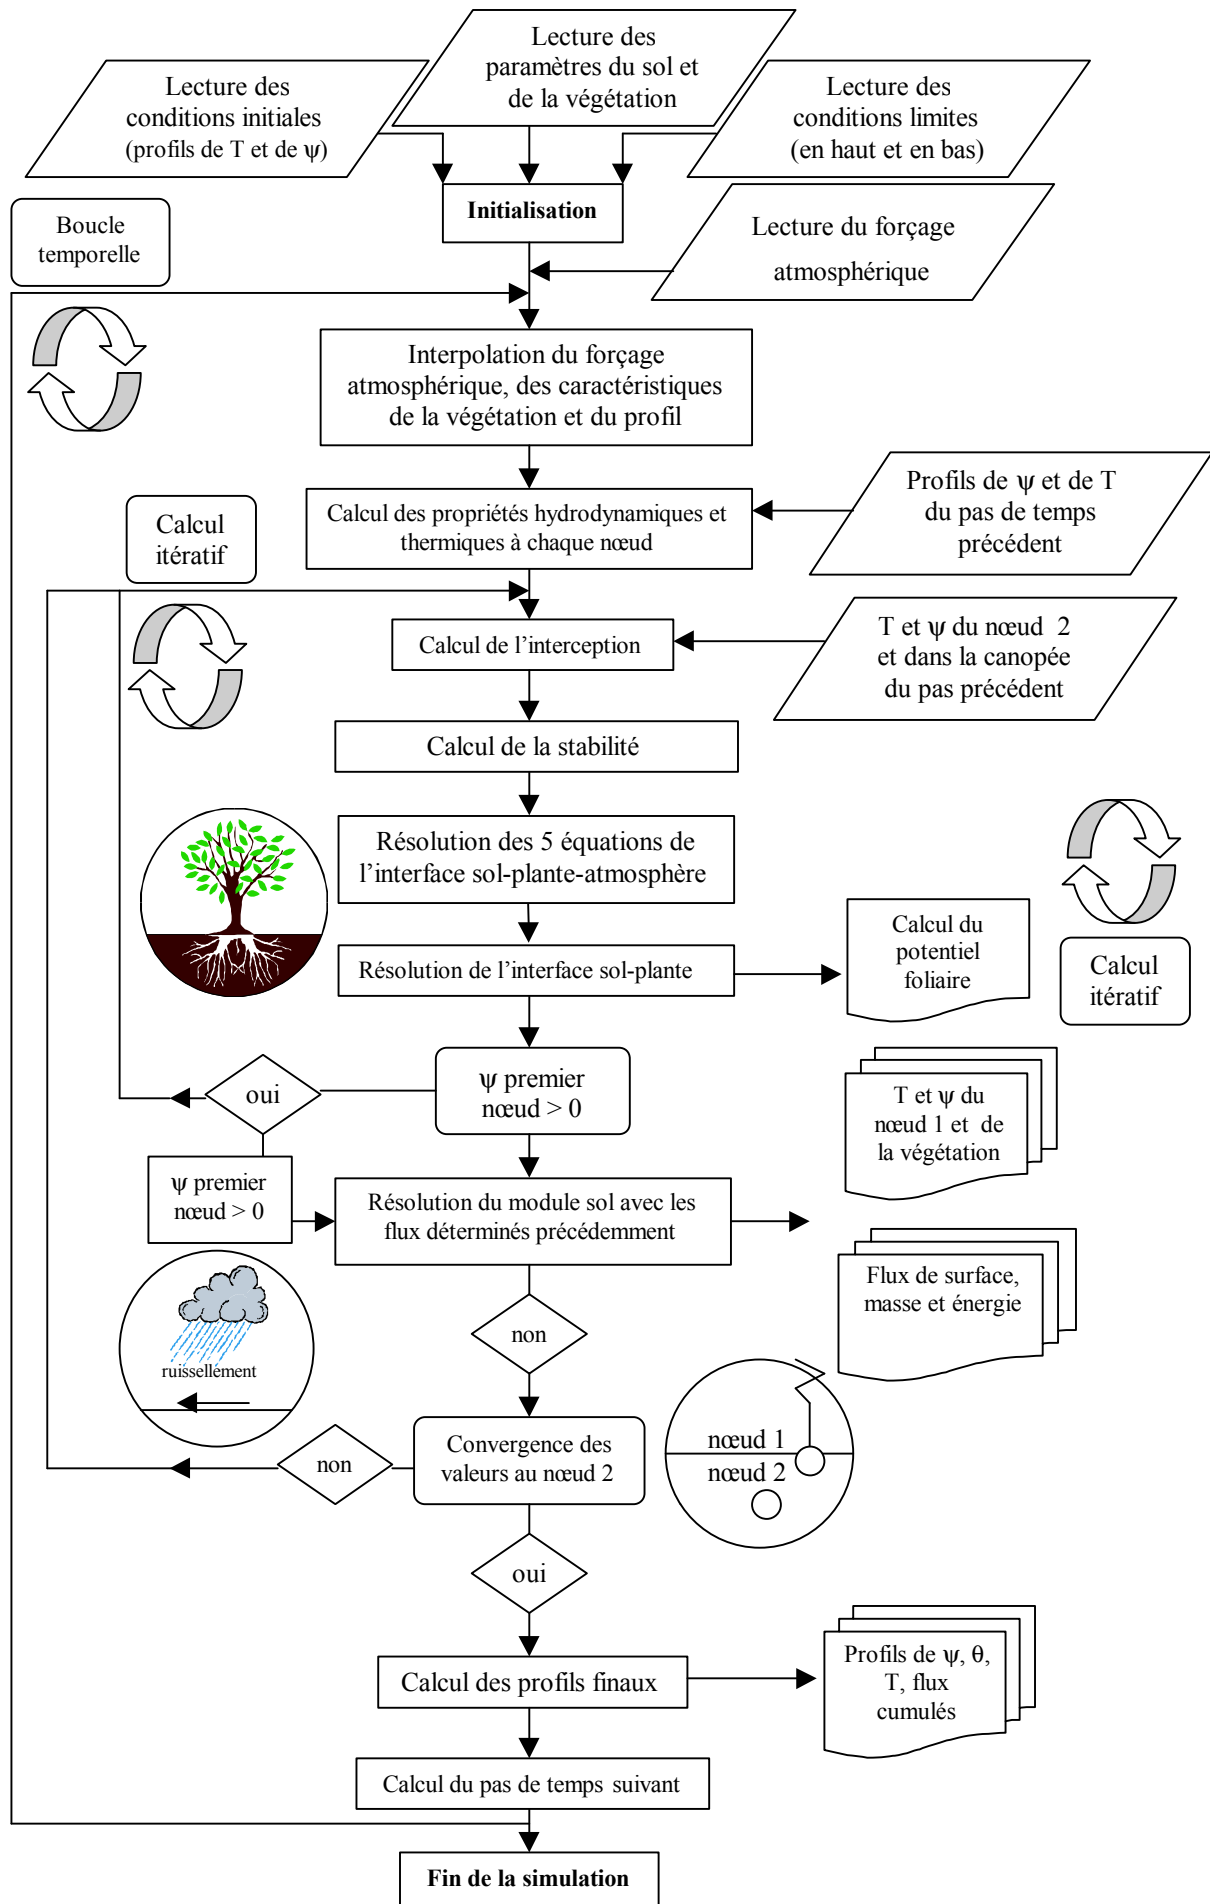 Lecture des
paramètres du sol et
de la végétation
Lecture des
conditions initiales
(profils de T et de ψ)
Lecture des
conditions limites
(en haut et en bas)
Initialisation
Boucle
temporelle
Lecture du forçage
atmosphérique
Interpolation du forçage
atmosphérique, des caractéristiques
de la végétation et du profil
Profils de ψ et de T
du pas de temps
précédent
Calcul des propriétés hydrodynamiques et
thermiques à chaque nœud
Calcul
itératif
T et ψ du nœud 2
et dans la canopée
du pas précédent
Calcul de l’interception
Calcul de la stabilité
Résolution des 5 équations de
l’interface sol-plante-atmosphère
Calcul du
potentiel
foliaire
Résolution de l’interface sol-plante
Calcul
itératif
ψ premier
nœud > 0
oui
T et ψ du
nœud 1 et de
la végétation
ψ premier
nœud > 0
Résolution du module sol avec les
flux déterminés précédemment
Flux de surface,
masse et énergie
non
ruissellément
nœud 1
nœud 2
Convergence des
valeurs au nœud 2
non
oui
Calcul des profils finaux
Profils de ψ, θ,
T, flux
cumulés
Calcul du pas de temps suivant
Fin de la simulation